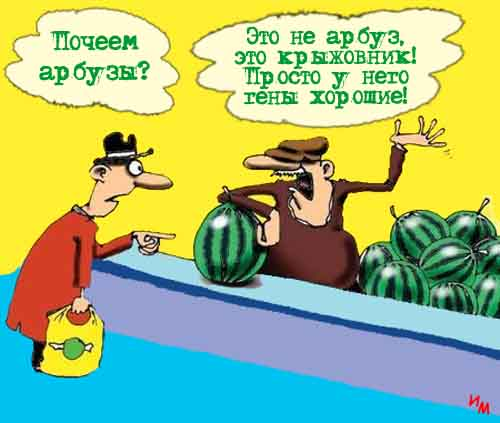 Почеем
арбузы?
Это не арбуз,
это крыжовник!
Просто у него
гены хорошие!
ИМ